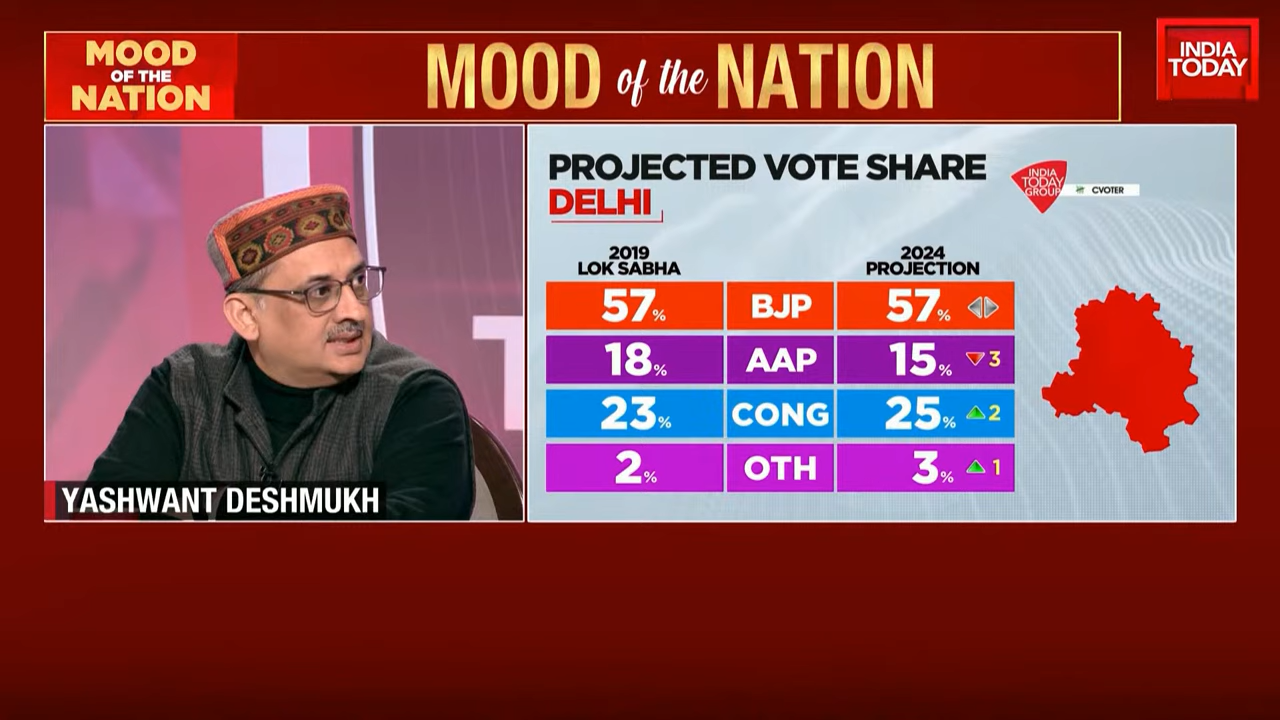 MOOD
OF THE
NATION
MOOD of the NATION
INDIA
TODAY
PROJECTED VOTE SHARE
DELHI
INDIA
TODAY
GROUP
CVOTER
2019
LOK SABHA
2024
PROJECTION
57% BJP 57%
18% AAP 15% 3
23% CONG 25% 2
2% OTH 3% 1
T
YASHWANT DESHMUKH